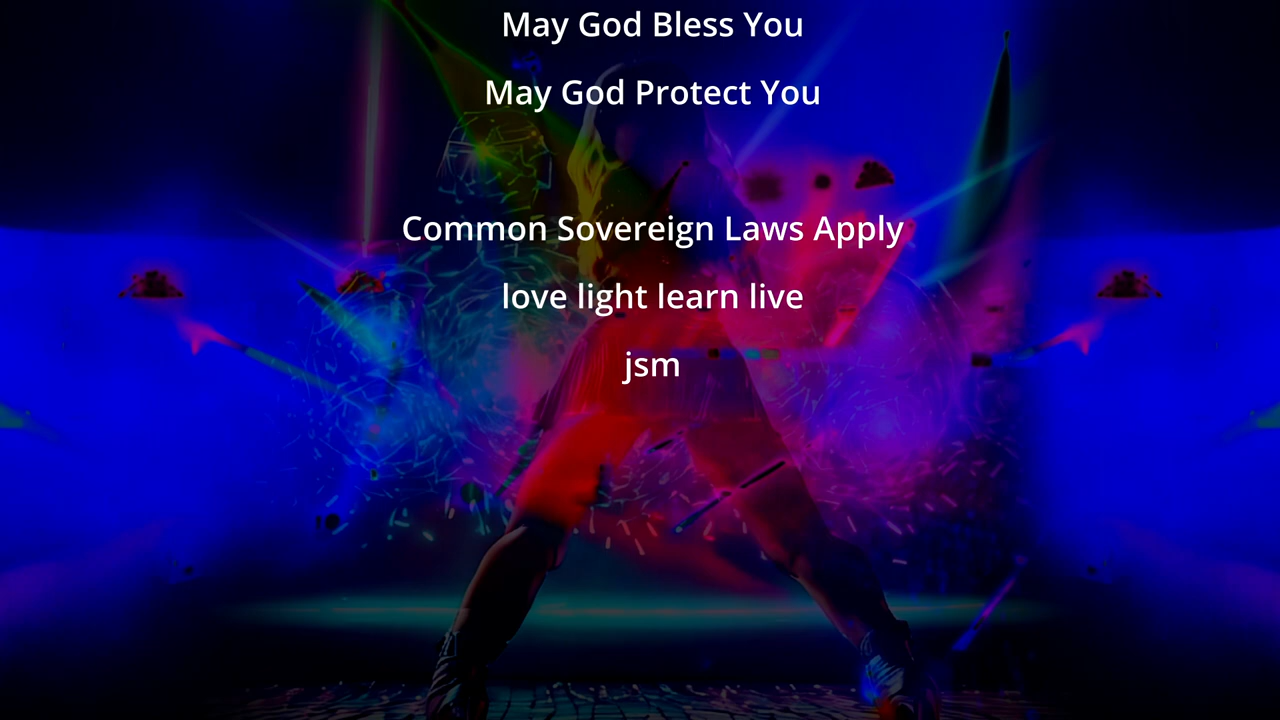 May God Bless You
May God Protect You
Common Sovereign Laws Apply
love light learn live
jsm